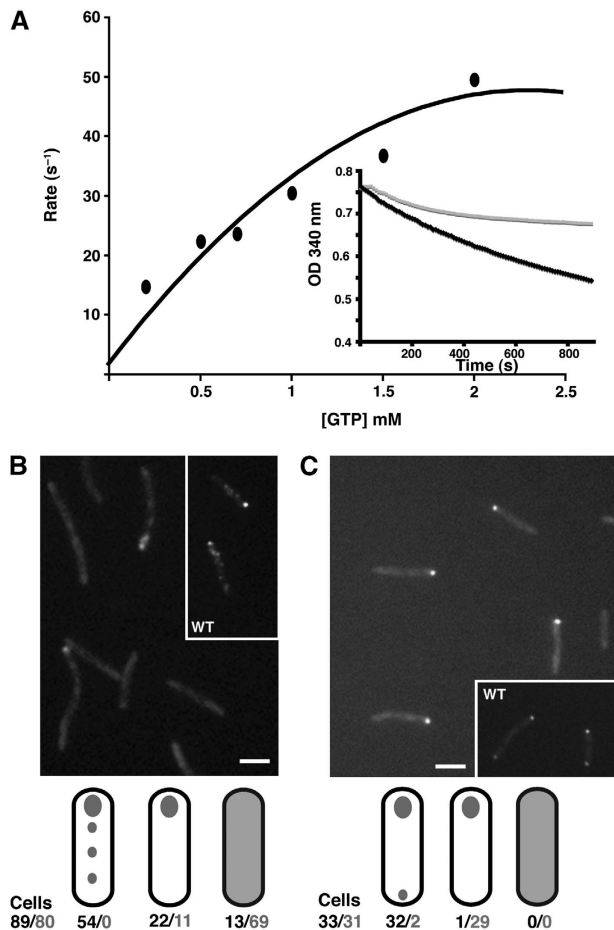 A
60
50
40
30
20
10
Rate (s⁻¹)
0.5
1
1.5
2
2.5
[GTP] mM
0.8
0.7
0.6
0.5
0.4
OD 340 nm
200
400
600
800
Time (s)
B
WT
C
WT
Cells
89/80
54/0
22/11
13/69
Cells
33/31
32/2
1/29
0/0